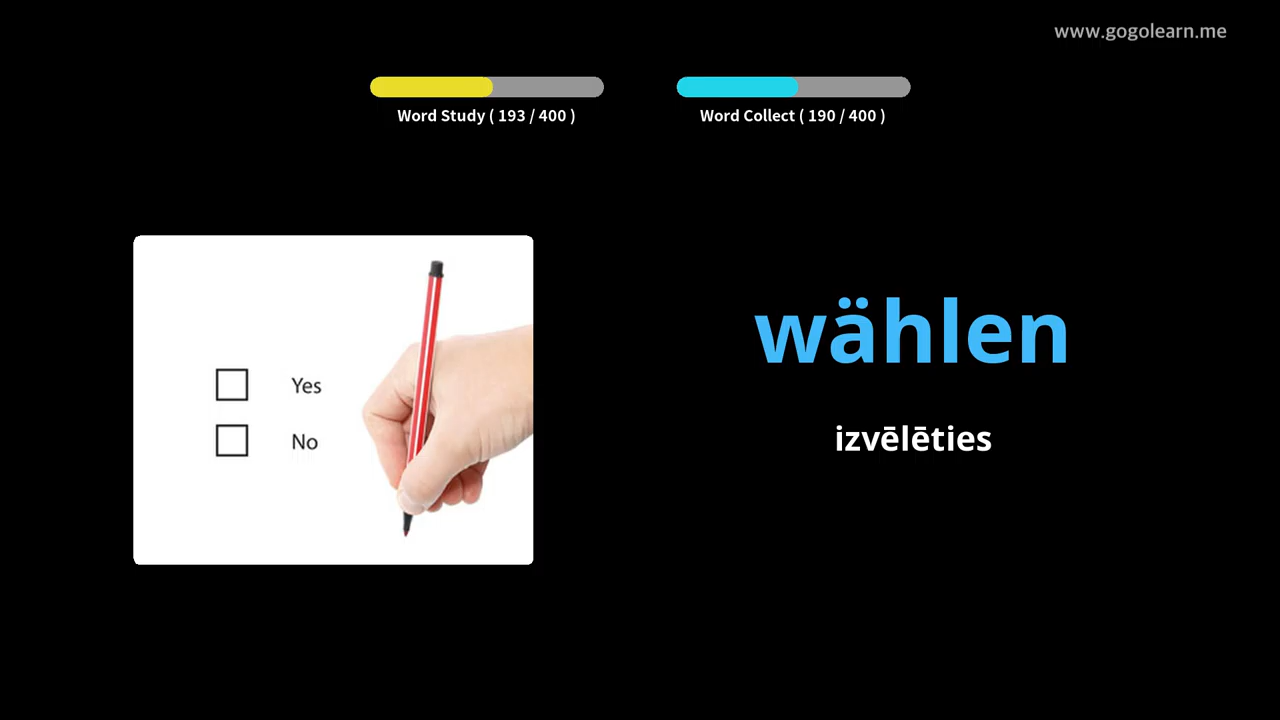 www.gogolearn.me
Word Study ( 193 / 400 )
Word Collect ( 190 / 400 )
Yes
No
wählen
izvēlēties